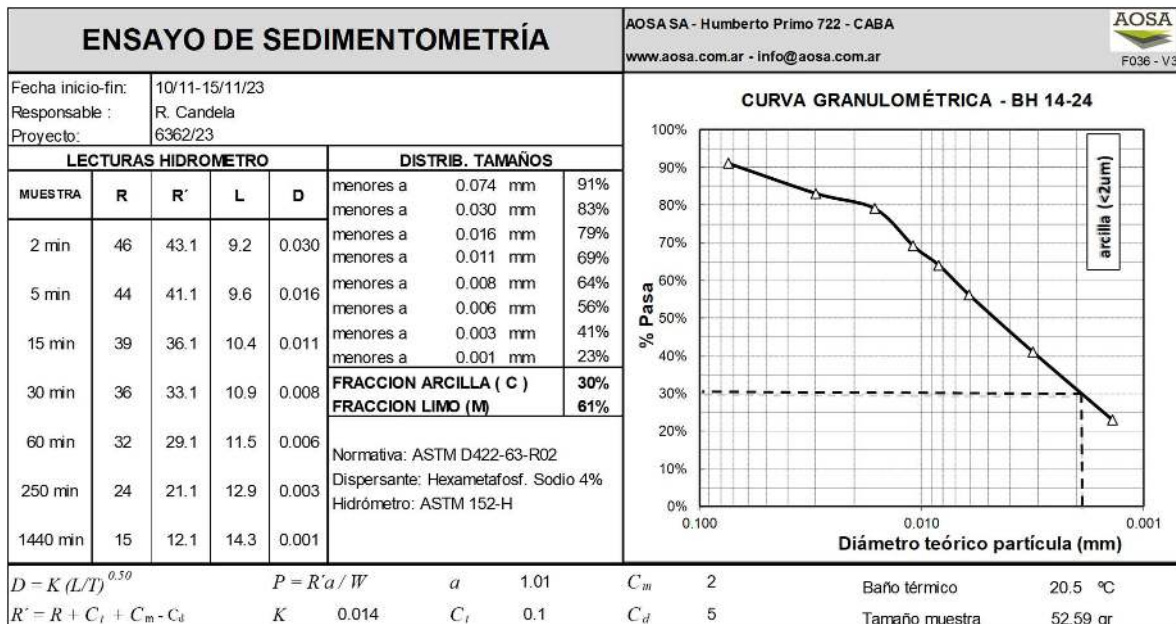 ENSAYO DE SEDIMENTOMETRÍA
AOSA SA - Humberto Primo 722 - CABA
www.aosa.com.ar - info@aosa.com.ar
AOSA
F036 - V3
Fecha inicio-fin: 10/11-15/11/23
Responsable : R. Candela
Proyecto: 6362/23
LECTURAS HIDROMETRO
MUESTRA R R´ L D
2 min 46 43.1 9.2 0.030
5 min 44 41.1 9.6 0.016
15 min 39 36.1 10.4 0.011
30 min 36 33.1 10.9 0.008
60 min 32 29.1 11.5 0.006
250 min 24 21.1 12.9 0.003
1440 min 15 12.1 14.3 0.001
DISTRIB. TAMAÑOS
menores a 0.074 mm 91%
menores a 0.030 mm 83%
menores a 0.016 mm 79%
menores a 0.011 mm 69%
menores a 0.008 mm 64%
menores a 0.006 mm 56%
menores a 0.003 mm 41%
menores a 0.001 mm 23%
FRACCION ARCILLA ( C ) 30%
FRACCION LIMO (M) 61%
Normativa: ASTM D422-63-R02
Dispersante: Hexametafosf. Sodio 4%
Hidrómetro: ASTM 152-H
CURVA GRANULOMÉTRICA - BH 14-24
100%
90%
80%
70%
60%
50%
40%
30%
20%
10%
0%
% Pasa
arcilla (<2um)
0.100 0.010 0.001
Diámetro teórico partícula (mm)
D = K (L/T) 0.50 P = R´a / W a 1.01 Cm 2 Baño térmico 20.5 ºC
R´ = R + Ct + Cm - Cd K 0.014 Ct 0.1 Cd 5 Tamaño muestra 52.59 gr